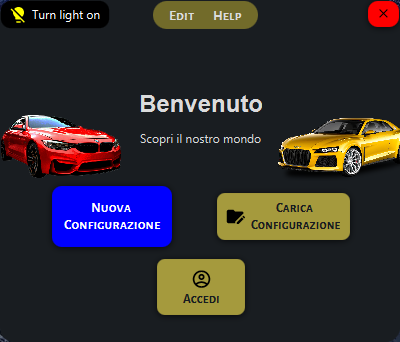 Turn light on
Edit Help
Benvenuto
Scopri il nostro mondo
Nuova
Configurazione
Carica
Configurazione
Accedi